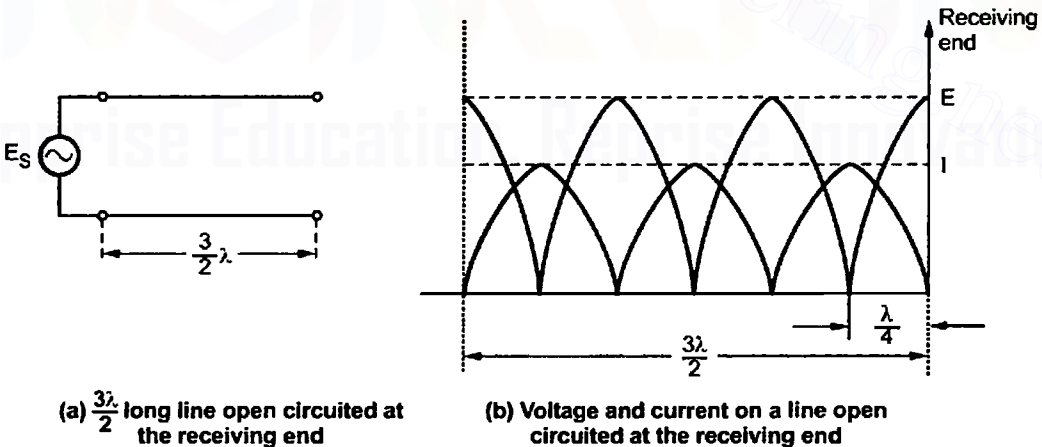 Receiving
end
E
I
E_S
3/2 λ
λ/4
3λ/2
(a) 3λ/2 long line open circuited at
the receiving end
(b) Voltage and current on a line open
circuited at the receiving end